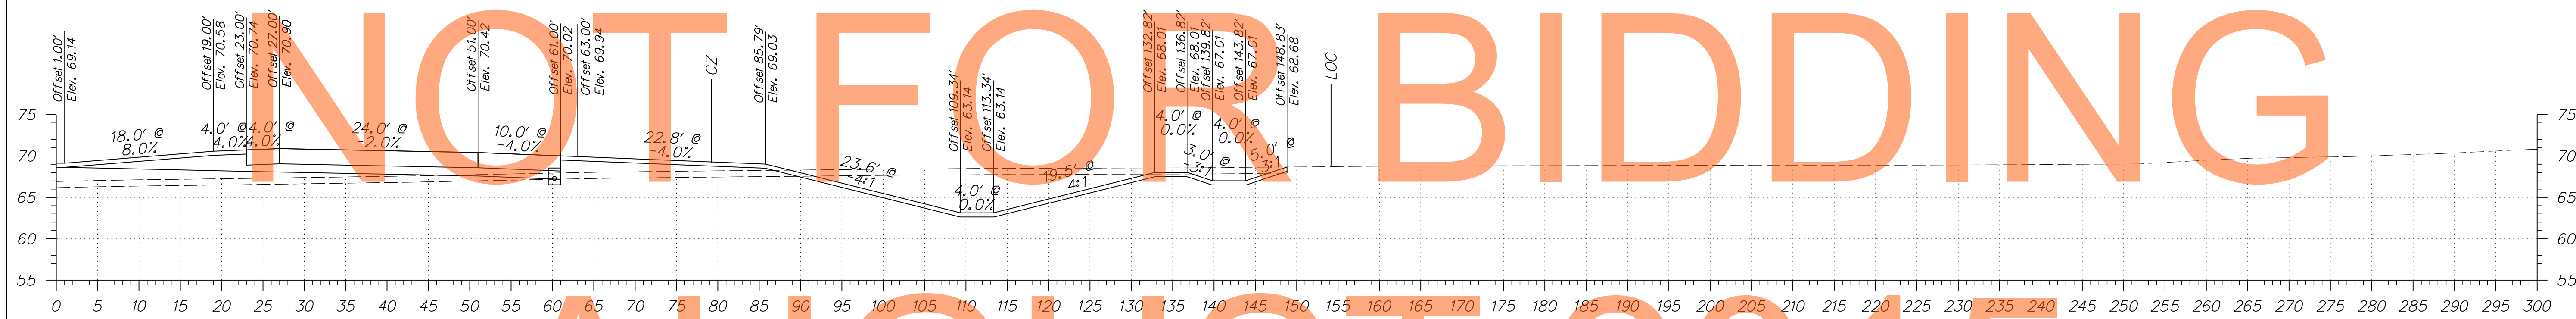 NOT FOR BIDDING
Offset 1.00'
Elev. 69.14
Offset 19.00'
Elev. 70.58
Offset 23.00'
Elev. 70.74
Offset 27.00'
Elev. 70.90
Offset 51.00'
Elev. 70.42
Offset 61.00'
Elev. 70.02
Offset 63.00'
Elev. 69.94
CZ
Offset 85.79'
Elev. 69.03
Offset 109.34'
Elev. 63.14
Offset 113.34'
Elev. 63.14
Offset 132.82'
Elev. 68.01
Offset 136.82'
Elev. 68.01
Offset 139.82'
Elev. 67.01
Offset 143.82'
Elev. 67.01
Offset 148.83'
Elev. 68.68
LOC
18.0' @
8.0%
4.0' @
4.0%
4.0' @
4.0%
24.0' @
-2.0%
10.0' @
-4.0%
22.8' @
-4.0%
23.6' @
-4:1
4.0' @
0.0%
19.5' @
4:1
4.0' @
0.0%
3.0' @
-3:1
4.0' @
0.0%
5.0' @
3:1
75 75
70 70
65 65
60 60
55 55
0 5 10 15 20 25 30 35 40 45 50 55 60 65 70 75 80 85 90 95 100 105 110 115 120 125 130 135 140 145 150 155 160 165 170 175 180 185 190 195 200 205 210 215 220 225 230 235 240 245 250 255 260 265 270 275 280 285 290 295 300